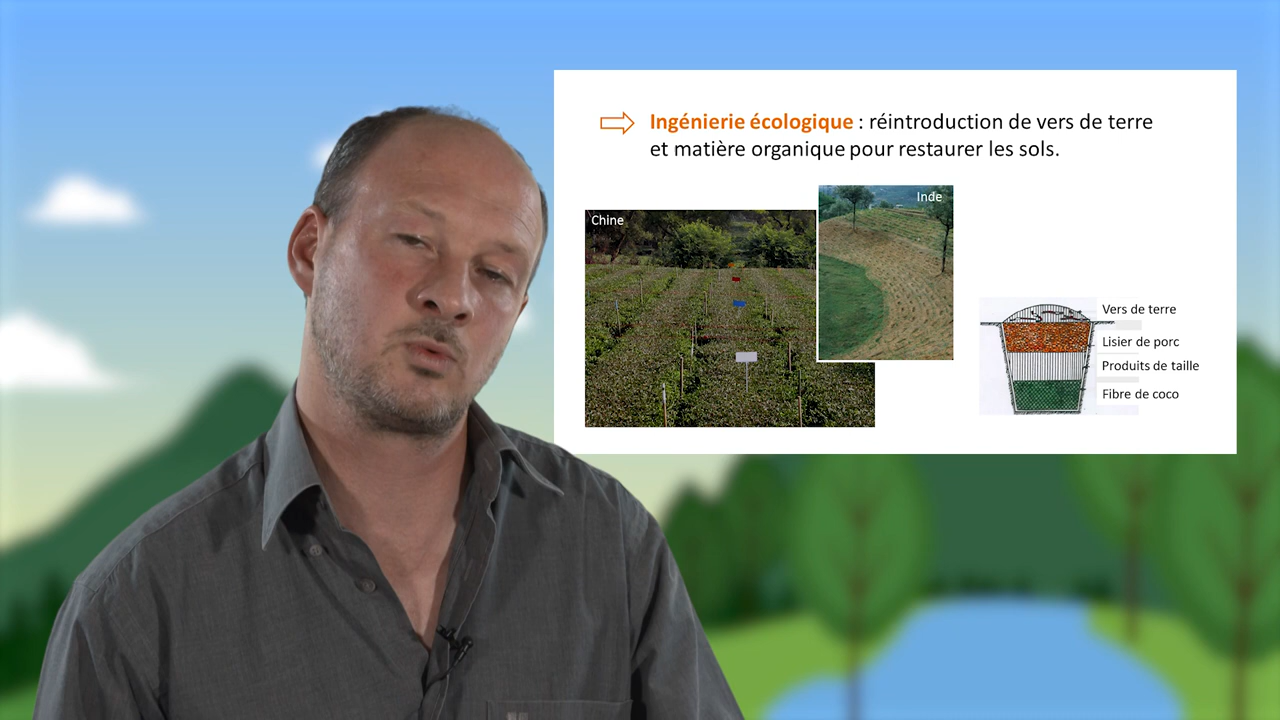 Ingénierie écologique : réintroduction de vers de terre
et matière organique pour restaurer les sols.
Chine
Inde
Vers de terre
Lisier de porc
Produits de taille
Fibre de coco